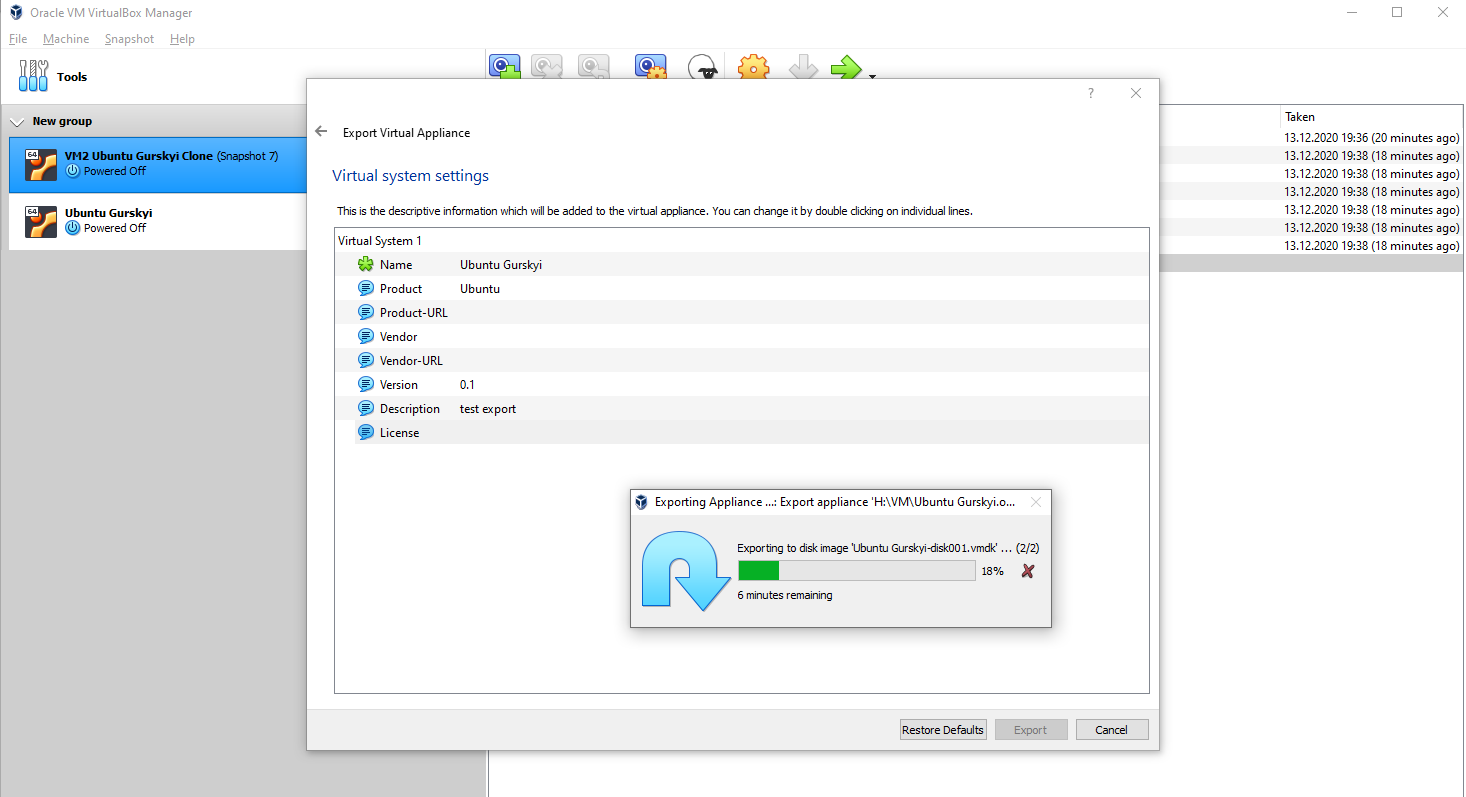 Oracle VM VirtualBox Manager
File Machine Snapshot Help
Tools
New group
64
VM2 Ubuntu Gurskyi Clone (Snapshot 7)
Powered Off
64
Ubuntu Gurskyi
Powered Off
Taken
13.12.2020 19:36 (20 minutes ago)
13.12.2020 19:38 (18 minutes ago)
13.12.2020 19:38 (18 minutes ago)
13.12.2020 19:38 (18 minutes ago)
13.12.2020 19:38 (18 minutes ago)
13.12.2020 19:38 (18 minutes ago)
13.12.2020 19:38 (18 minutes ago)
?
Export Virtual Appliance
Virtual system settings
This is the descriptive information which will be added to the virtual appliance. You can change it by double clicking on individual lines.
Virtual System 1
Name Ubuntu Gurskyi
Product Ubuntu
Product-URL
Vendor
Vendor-URL
Version 0.1
Description test export
License
Exporting Appliance ...: Export appliance 'H:\VM\Ubuntu Gurskyi.o...
Exporting to disk image 'Ubuntu Gurskyi-disk001.vmdk' ... (2/2)
18%
6 minutes remaining
Restore Defaults Export Cancel